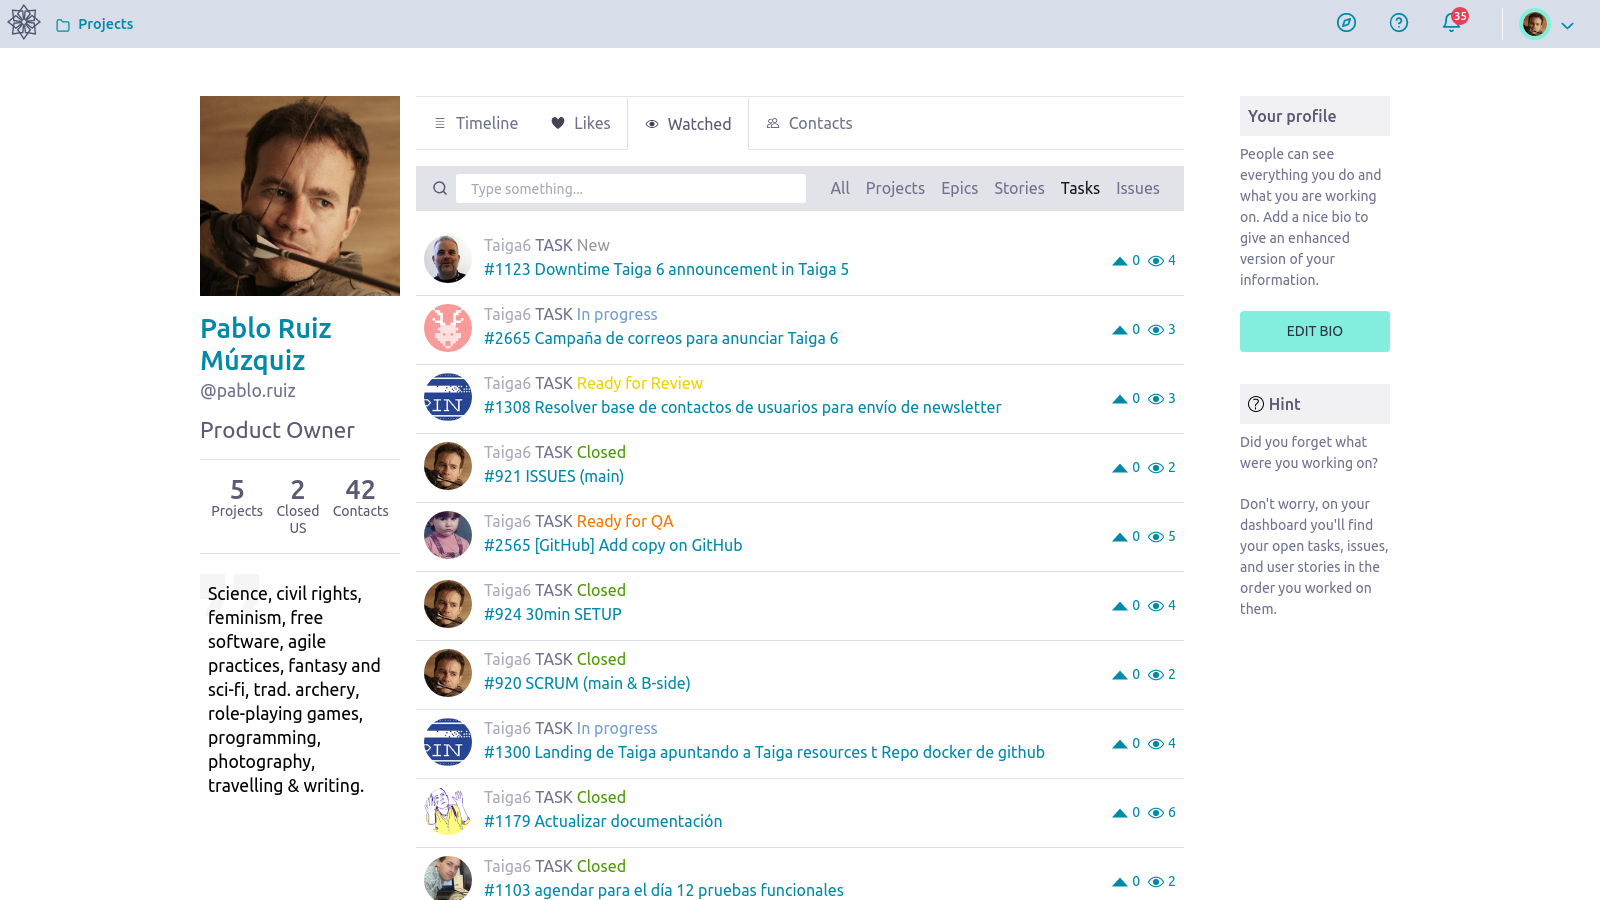 Projects
35
Pablo Ruiz
Múzquiz
@pablo.ruiz
Product Owner
5 2 42
Projects Closed US Contacts
Science, civil rights,
feminism, free
software, agile
practices, fantasy and
sci-fi, trad. archery,
role-playing games,
programming,
photography,
travelling & writing.
Timeline Likes Watched Contacts
Type something... All Projects Epics Stories Tasks Issues
Taiga6 TASK New
#1123 Downtime Taiga 6 announcement in Taiga 5 0 4
Taiga6 TASK In progress
#2665 Campaña de correos para anunciar Taiga 6 0 3
Taiga6 TASK Ready for Review
#1308 Resolver base de contactos de usuarios para envío de newsletter 0 3
PIN
Taiga6 TASK Closed
#921 ISSUES (main) 0 2
Taiga6 TASK Ready for QA
#2565 [GitHub] Add copy on GitHub 0 5
Taiga6 TASK Closed
#924 30min SETUP 0 4
Taiga6 TASK Closed
#920 SCRUM (main & B-side) 0 2
Taiga6 TASK In progress
#1300 Landing de Taiga apuntando a Taiga resources t Repo docker de github 0 4
PIN
Taiga6 TASK Closed
#1179 Actualizar documentación 0 6
Taiga6 TASK Closed
#1103 agendar para el día 12 pruebas funcionales 0 2
Your profile
People can see
everything you do and
what you are working
on. Add a nice bio to
give an enhanced
version of your
information.
EDIT BIO
Hint
Did you forget what
were you working on?
Don't worry, on your
dashboard you'll find
your open tasks, issues,
and user stories in the
order you worked on
them.